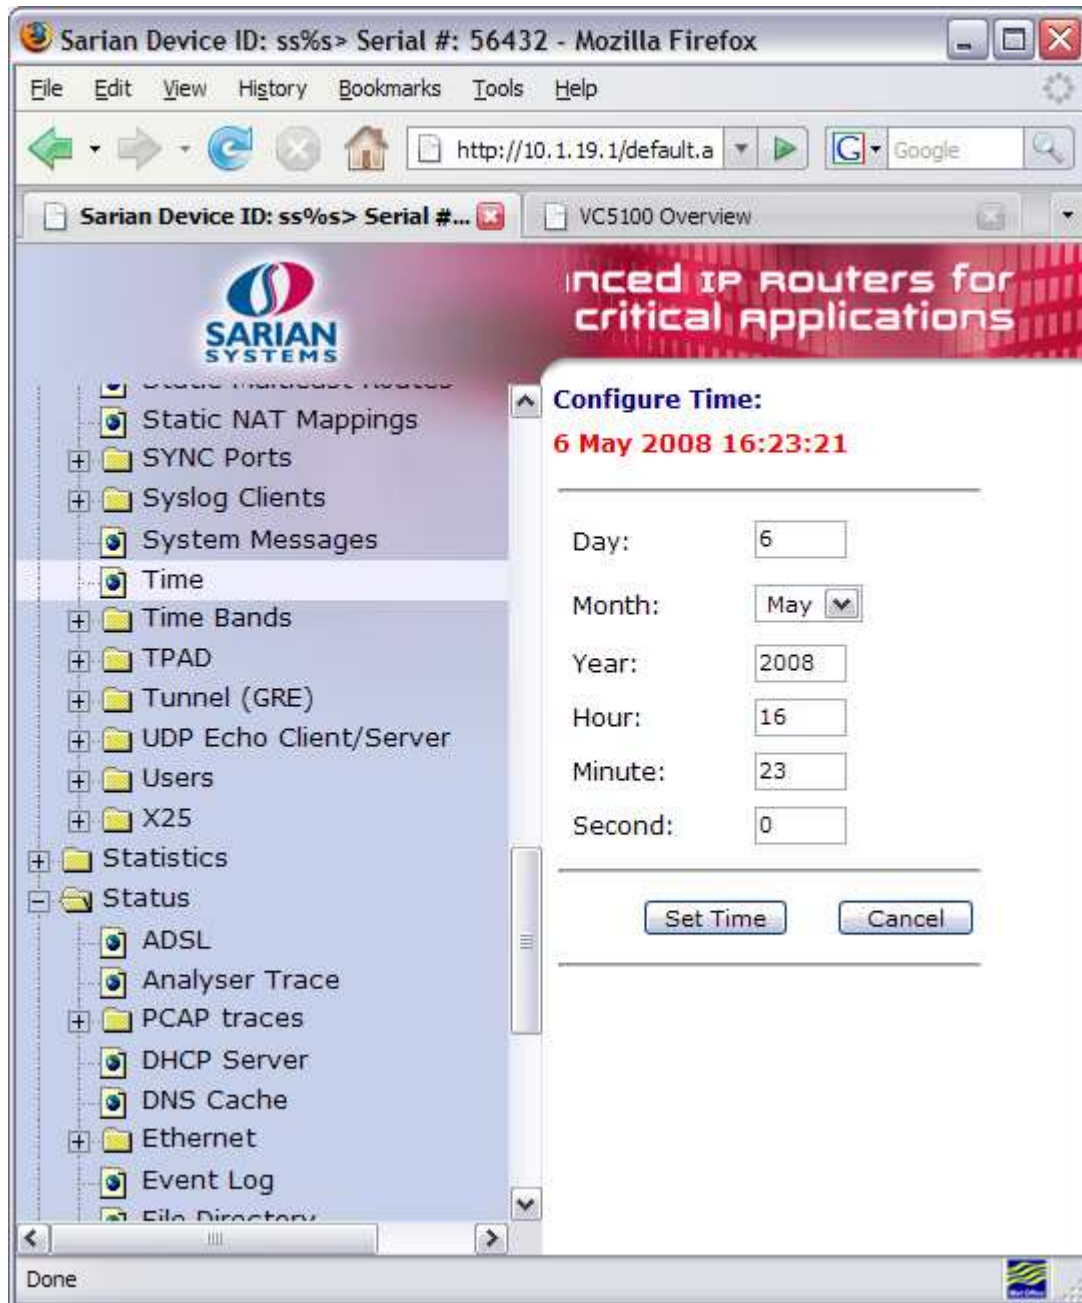 Sarian Device ID: ss%s> Serial #: 56432 - Mozilla Firefox
File Edit View History Bookmarks Tools Help
http://10.1.19.1/default.a
G Google
Sarian Device ID: ss%s> Serial #...
VC5100 Overview
SARIAN
SYSTEMS
nced IP Routers for
critical Applications
Static Multicast Routes
Static NAT Mappings
SYNC Ports
Syslog Clients
System Messages
Time
Time Bands
TPAD
Tunnel (GRE)
UDP Echo Client/Server
Users
X25
Statistics
Status
ADSL
Analyser Trace
PCAP traces
DHCP Server
DNS Cache
Ethernet
Event Log
File Directory
Configure Time:
6 May 2008 16:23:21
Day: 6
Month: May
Year: 2008
Hour: 16
Minute: 23
Second: 0
Set Time Cancel
Done